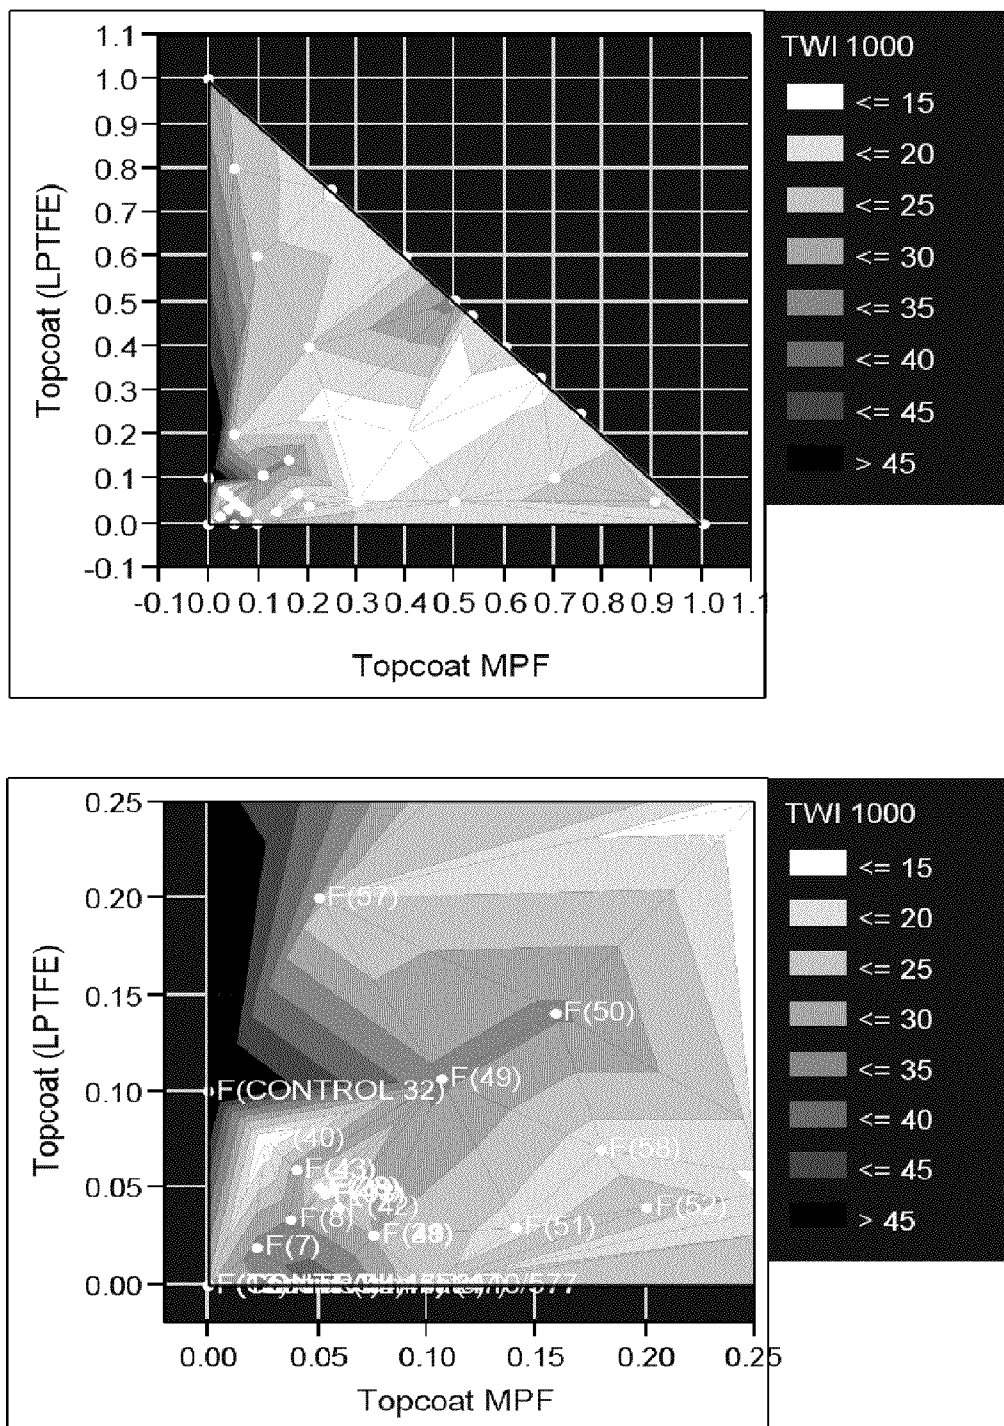 TWI 1000
<= 15
<= 20
<= 25
<= 30
<= 35
<= 40
<= 45
> 45
Topcoat (LPTFE)
1.1
1.0
0.9
0.8
0.7
0.6
0.5
0.4
0.3
0.2
0.1
0.0
-0.1
-0.1 0.0 0.1 0.2 0.3 0.4 0.5 0.6 0.7 0.8 0.9 1.0 1.1
Topcoat MPF
TWI 1000
<= 15
<= 20
<= 25
<= 30
<= 35
<= 40
<= 45
> 45
Topcoat (LPTFE)
0.25
0.20
0.15
0.10
0.05
0.00
F(57)
F(50)
F(49)
F(CONTROL 32)
40)
F(43)
F(58)
F(42)
F(52)
F(8)
F(51)
F(7)
0.00 0.05 0.10 0.15 0.20 0.25
Topcoat MPF